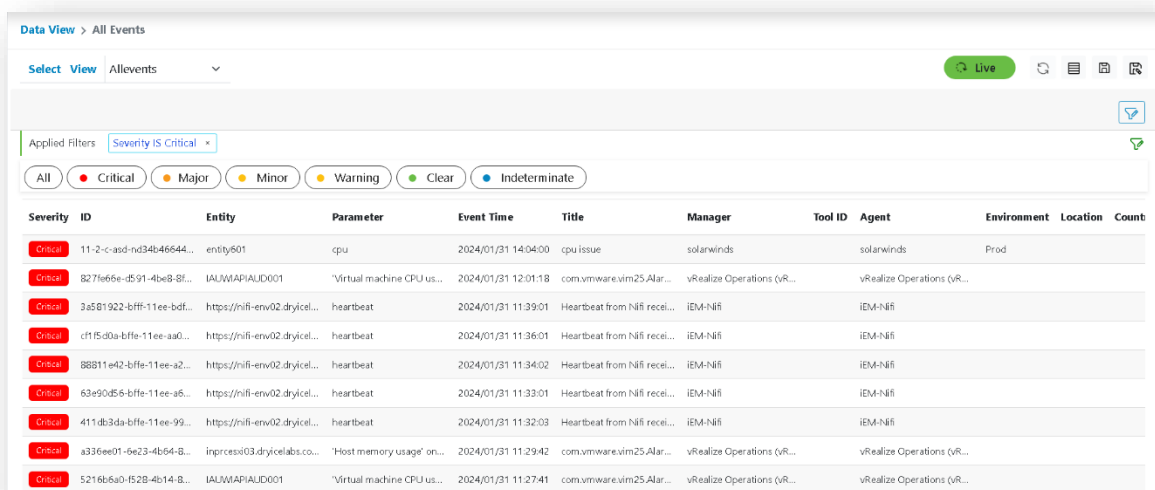 Data View > All Events
Select View Allevents Live
Applied Filters Severity IS Critical ×
All Critical Major Minor Warning Clear Indeterminate
Severity ID Entity Parameter Event Time Title Manager Tool ID Agent Environment Location Count
Critical 11-2-c-asd-nd34b46644... entity601 cpu 2024/01/31 14:04:00 cpu issue solarwinds solarwinds Prod
Critical 827fe66e-d591-4be8-8f... IAUWIAPIAUD001 'Virtual machine CPU us... 2024/01/31 12:01:18 com.vmware.vim25.Alar... vRealize Operations (vR... vRealize Operations (vR...
Critical 3a581922-bfff-11ee-bdf... https://nifi-env02.dryicel... heartbeat 2024/01/31 11:39:01 Heartbeat from Nifi recei... iEM-Nifi iEM-Nifi
Critical cf1f5d0a-bffe-11ee-aa0... https://nifi-env02.dryicel... heartbeat 2024/01/31 11:36:01 Heartbeat from Nifi recei... iEM-Nifi iEM-Nifi
Critical 88811e42-bffe-11ee-a2... https://nifi-env02.dryicel... heartbeat 2024/01/31 11:34:02 Heartbeat from Nifi recei... iEM-Nifi iEM-Nifi
Critical 63e90d56-bffe-11ee-a6... https://nifi-env02.dryicel... heartbeat 2024/01/31 11:33:01 Heartbeat from Nifi recei... iEM-Nifi iEM-Nifi
Critical 411db3da-bffe-11ee-99... https://nifi-env02.dryicel... heartbeat 2024/01/31 11:32:03 Heartbeat from Nifi recei... iEM-Nifi iEM-Nifi
Critical a336ee01-6e23-4b64-8... inprcesxi03.dryicelabs.co... 'Host memory usage' on... 2024/01/31 11:29:42 com.vmware.vim25.Alar... vRealize Operations (vR... vRealize Operations (vR...
Critical 5216b6a0-f528-4b14-8... IAUWIAPIAUD001 'Virtual machine CPU us... 2024/01/31 11:27:41 com.vmware.vim25.Alar... vRealize Operations (vR... vRealize Operations (vR...